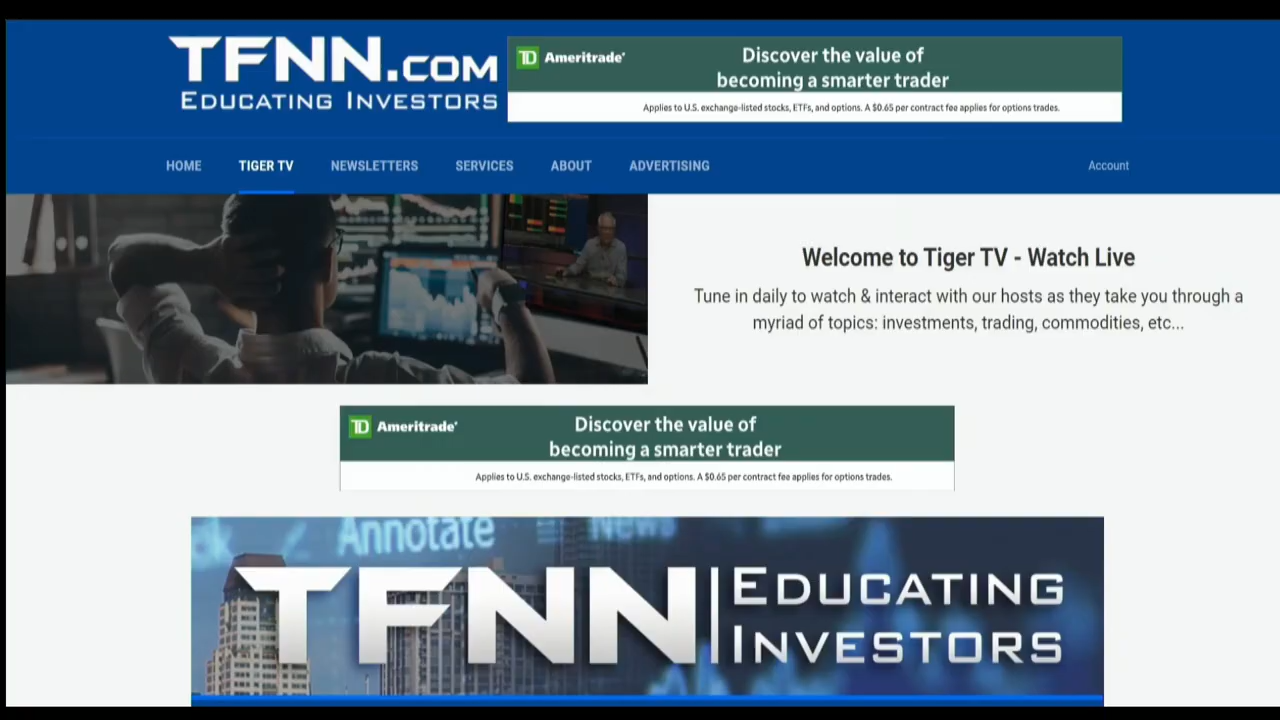 TFNN.COM
EDUCATING INVESTORS
TD Ameritrade®
Discover the value of
becoming a smarter trader
Applies to U.S. exchange-listed stocks, ETFs, and options. A $0.65 per contract fee applies for options trades.
HOME TIGER TV NEWSLETTERS SERVICES ABOUT ADVERTISING Account
Welcome to Tiger TV - Watch Live
Tune in daily to watch & interact with our hosts as they take you through a
myriad of topics: investments, trading, commodities, etc...
TD Ameritrade®
Discover the value of
becoming a smarter trader
Applies to U.S. exchange-listed stocks, ETFs, and options. A $0.65 per contract fee applies for options trades.
Annotate News
TFNN EDUCATING
INVESTORS